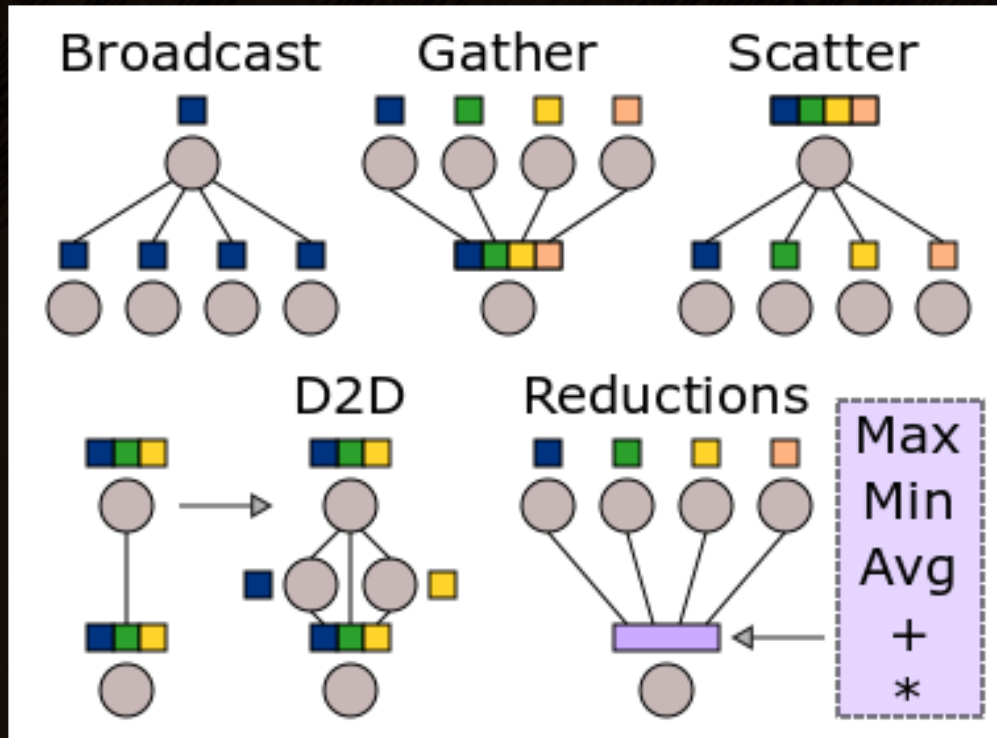 Broadcast
Gather
Scatter
D2D
Reductions
Max
Min
Avg
+
*